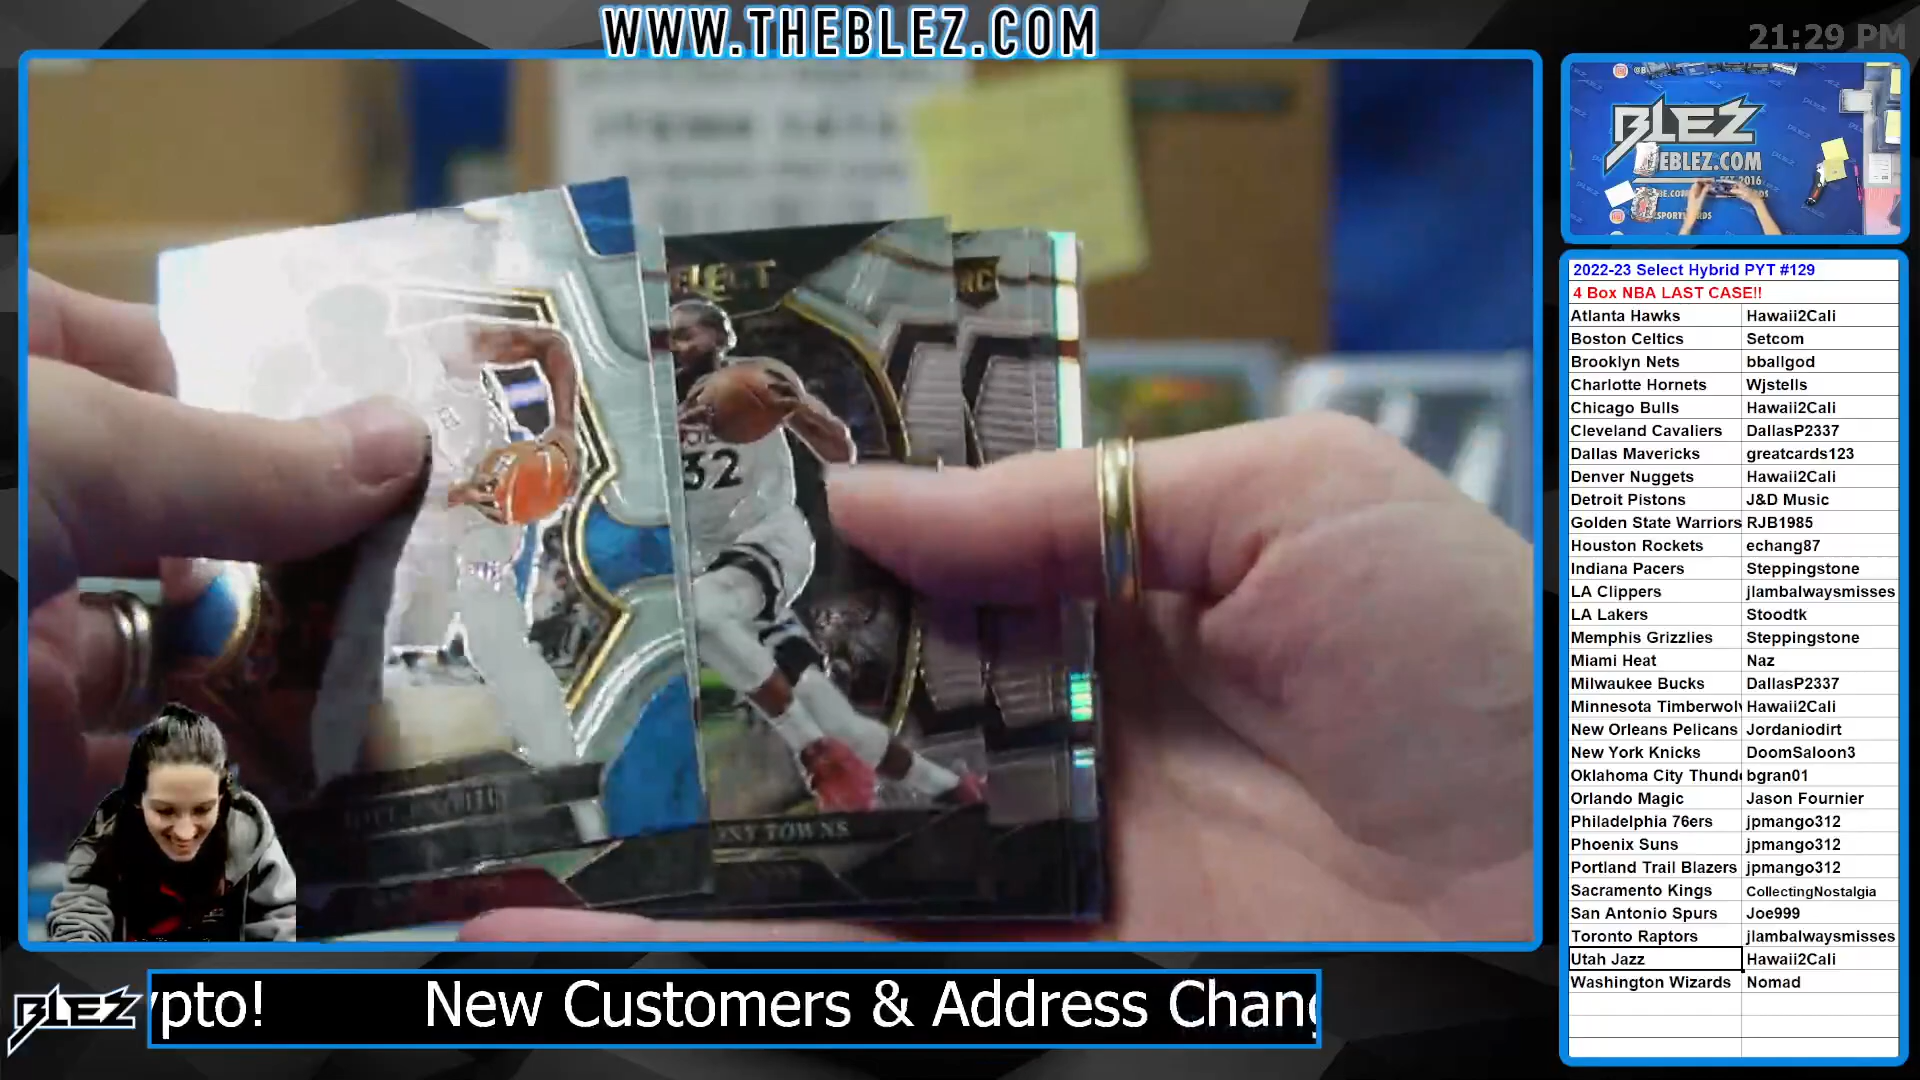 WWW.THEBLEZ.COM
21:29 PM
BLEZ
2022-23 Select Hybrid PYT #129
4 Box NBA LAST CASE!!
Atlanta Hawks Hawaii2Cali
Boston Celtics Setcom
Brooklyn Nets bballgod
Charlotte Hornets Wjstells
Chicago Bulls Hawaii2Cali
Cleveland Cavaliers DallasP2337
Dallas Mavericks greatcards123
Denver Nuggets Hawaii2Cali
Detroit Pistons J&D Music
Golden State Warriors RJB1985
Houston Rockets echang87
Indiana Pacers Steppingstone
LA Clippers jlambalwaysmisses
LA Lakers Stoodtk
Memphis Grizzlies Steppingstone
Miami Heat Naz
Milwaukee Bucks DallasP2337
Minnesota Timberwolv Hawaii2Cali
New Orleans Pelicans Jordaniodirt
New York Knicks DoomSaloon3
Oklahoma City Thund bgran01
Orlando Magic Jason Fournier
Philadelphia 76ers jpmango312
Phoenix Suns jpmango312
Portland Trail Blazers jpmango312
Sacramento Kings CollectingNostalgia
San Antonio Spurs Joe999
Toronto Raptors jlambalwaysmisses
Utah Jazz Hawaii2Cali
Washington Wizards Nomad
RC
32
TOWNS
BLEZ
ypto! New Customers & Address Chang